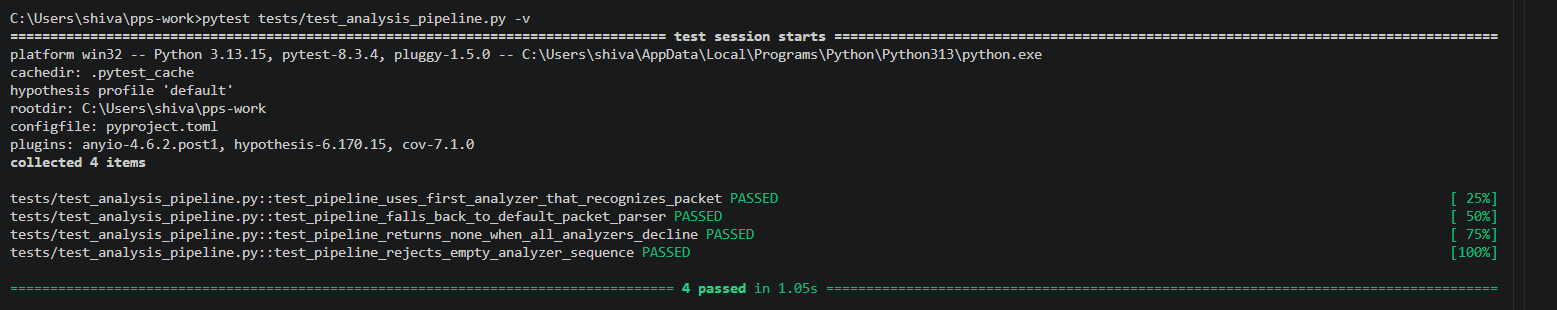 C:\Users\shiva\pps-work>pytest tests/test_analysis_pipeline.py -v
================================================================================== test session starts ===================================================================================
platform win32 -- Python 3.13.15, pytest-8.3.4, pluggy-1.5.0 -- C:\Users\shiva\AppData\Local\Programs\Python\Python313\python.exe
cachedir: .pytest_cache
hypothesis profile 'default'
rootdir: C:\Users\shiva\pps-work
configfile: pyproject.toml
plugins: anyio-4.6.2.post1, hypothesis-6.170.15, cov-7.1.0
collected 4 items
tests/test_analysis_pipeline.py::test_pipeline_uses_first_analyzer_that_recognizes_packet PASSED [ 25%]
tests/test_analysis_pipeline.py::test_pipeline_falls_back_to_default_packet_parser PASSED [ 50%]
tests/test_analysis_pipeline.py::test_pipeline_returns_none_when_all_analyzers_decline PASSED [ 75%]
tests/test_analysis_pipeline.py::test_pipeline_rejects_empty_analyzer_sequence PASSED [100%]
=================================================================================== 4 passed in 1.05s ====================================================================================